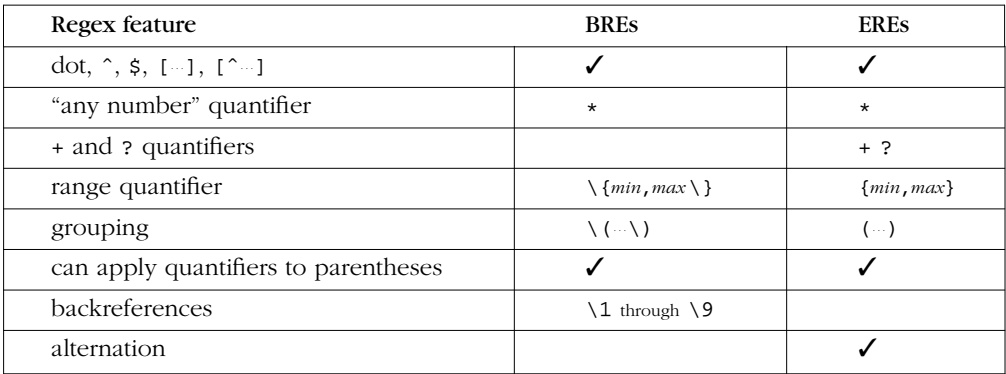 Regex feature BREs EREs
dot, ^, $, [⋯], [^⋯] ✓ ✓
“any number” quantifier * *
+ and ? quantifiers + ?
range quantifier \{min,max\} {min,max}
grouping \(⋯\) (⋯)
can apply quantifiers to parentheses ✓ ✓
backreferences \1 through \9
alternation ✓